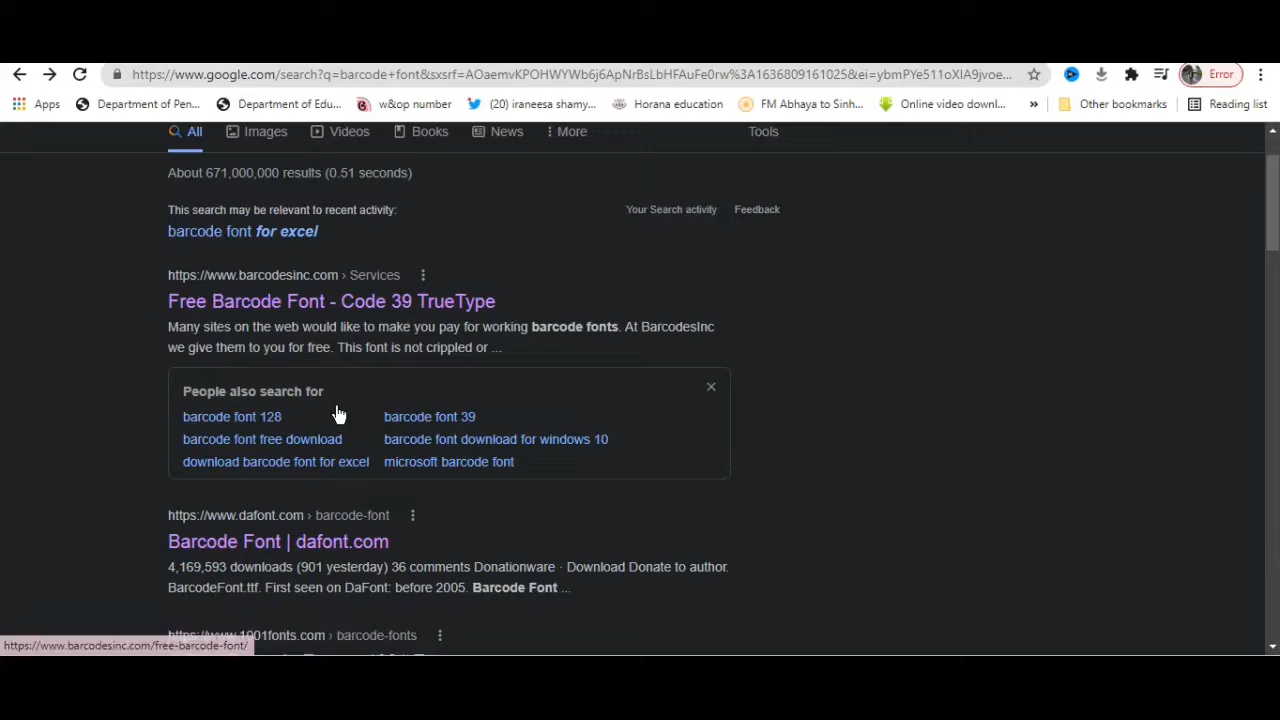 https://www.google.com/search?q=barcode+font&sxsrf=AOaemvKPOHWYWb6j6ApNrBsLbHFAuFe0rw%3A1636809161025&ei=ybmPYe511oXIA9jvoe...
Error
Apps
Department of Pen...
Department of Edu...
w&op number
(20) iraneesa shamy...
Horana education
FM Abhaya to Sinh...
Online video downl...
»
Other bookmarks
Reading list
All
Images
Videos
Books
News
More
Tools
About 671,000,000 results (0.51 seconds)
This search may be relevant to recent activity:
Your Search activity
Feedback
barcode font for excel
https://www.barcodesinc.com › Services
Free Barcode Font - Code 39 TrueType
Many sites on the web would like to make you pay for working barcode fonts. At BarcodesInc
we give them to you for free. This font is not crippled or ...
People also search for
barcode font 128
barcode font 39
barcode font free download
barcode font download for windows 10
download barcode font for excel
microsoft barcode font
https://www.dafont.com › barcode-font
Barcode Font | dafont.com
4,169,593 downloads (901 yesterday) 36 comments Donationware · Download Donate to author.
BarcodeFont.ttf. First seen on DaFont: before 2005. Barcode Font ...
https://www.1001fonts.com › barcode-fonts
https://www.barcodesinc.com/free-barcode-font/